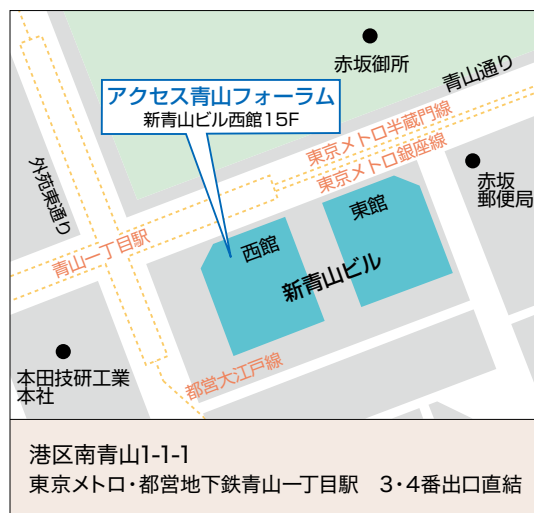 赤坂御所
青山通り
アクセス青山フォーラム
新青山ビル西館15F
東京メトロ半蔵門線
東京メトロ銀座線
赤坂
郵便局
外苑東通り
青山一丁目駅
西館
東館
新青山ビル
都営大江戸線
本田技研工業
本社
港区南青山1-1-1
東京メトロ・都営地下鉄青山一丁目駅　3・4番出口直結